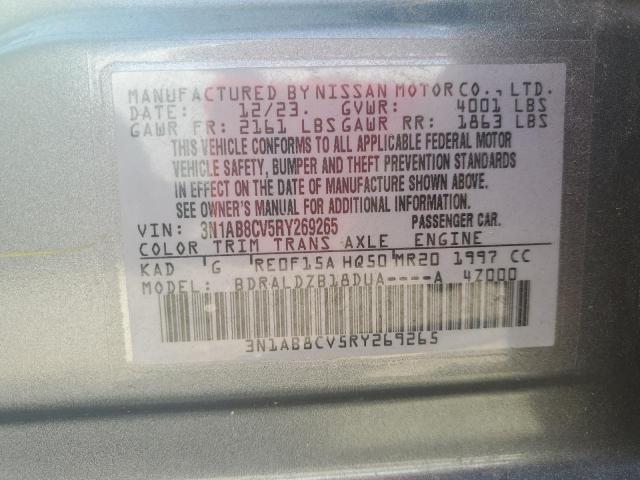 MANUFACTURED BY NISSAN MOTOR CO., LTD.
DATE: 12/23. GVWR: 4001 LBS
GAWR FR: 2161 LBS GAWR RR: 1863 LBS
THIS VEHICLE CONFORMS TO ALL APPLICABLE FEDERAL MOTOR
VEHICLE SAFETY, BUMPER AND THEFT PREVENTION STANDARDS
IN EFFECT ON THE DATE OF MANUFACTURE SHOWN ABOVE.
SEE OWNER'S MANUAL FOR ADDITIONAL INFORMATION.
VIN: 3N1AB8CV5RY269265 PASSENGER CAR.
COLOR TRIM TRANS AXLE ENGINE
KAD G RE0F15A HQ50 MR20 1997 CC
MODEL: BDRALDZB18DUA----A 4Z000
3N1AB8CV5RY269265